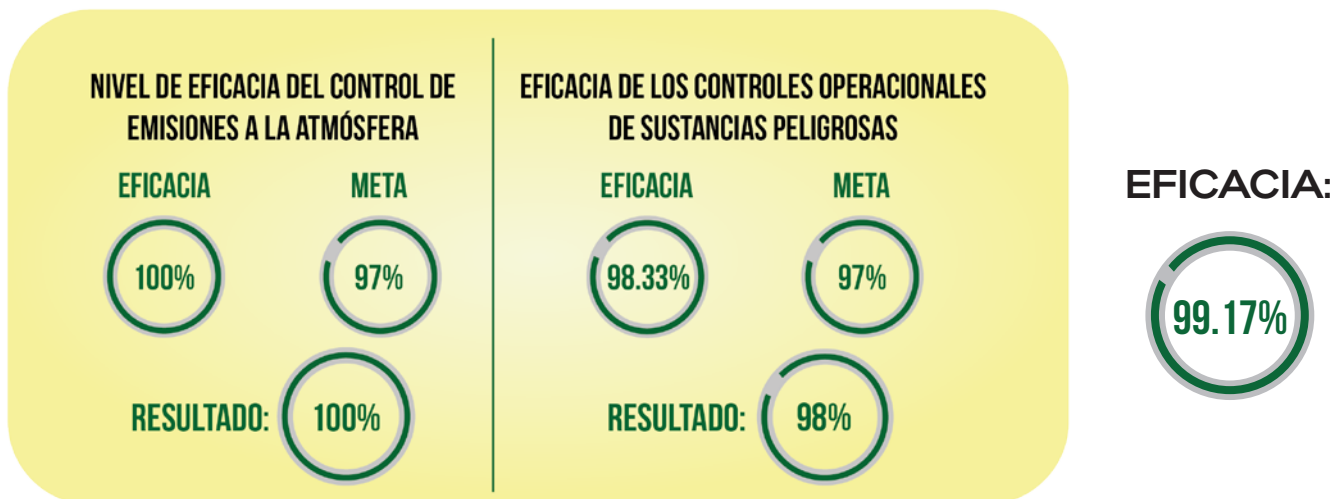 NIVEL DE EFICACIA DEL CONTROL DE
EMISIONES A LA ATMÓSFERA
EFICACIA
META
100%
97%
RESULTADO:
100%
EFICACIA DE LOS CONTROLES OPERACIONALES
DE SUSTANCIAS PELIGROSAS
EFICACIA
META
98.33%
97%
RESULTADO:
98%
EFICACIA:
99.17%